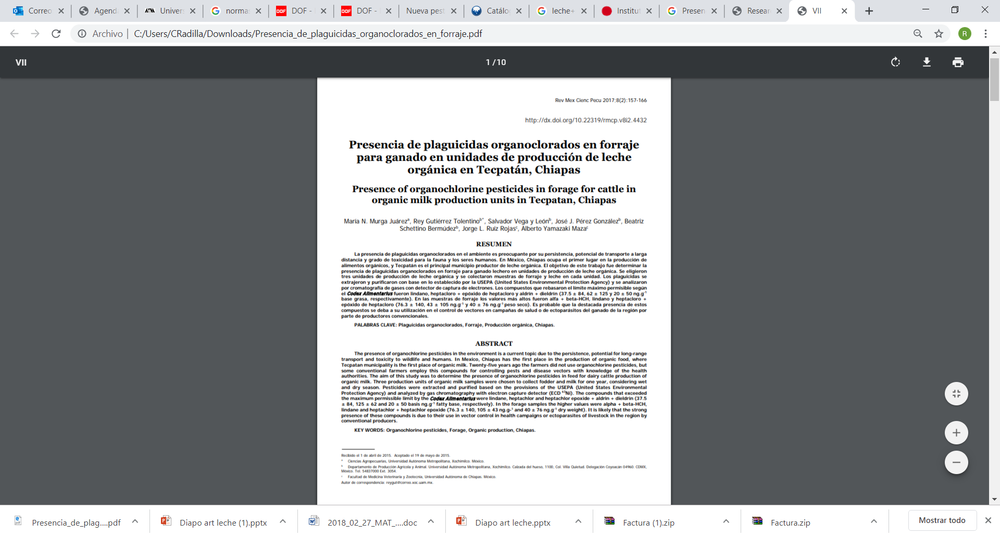 Correo
Agend
Univer
norma
DOF -
DOF -
Nueva pest
Catálo
leche+
Institut
Presen
Resear
VII
Archivo
C:/Users/CRadilla/Downloads/Presencia_de_plaguicidas_organoclorados_en_forraje.pdf
R
VII
1 / 10
Rev Mex Cienc Pecu 2017;8(2):157-166
http://dx.doi.org/10.22319/rmcp.v8i2.4432
Presencia de plaguicidas organoclorados en forraje
para ganado en unidades de producción de leche
orgánica en Tecpatán, Chiapas
Presence of organochlorine pesticides in forage for cattle in
organic milk production units in Tecpatan, Chiapas
María N. Murga Juárezᵃ, Rey Gutiérrez Tolentinoᵇ*, Salvador Vega y Leónᵇ, José J. Pérez Gonzálezᵇ, Beatriz
Schettino Bermúdezᵇ, Jorge L. Ruiz Rojasᶜ, Alberto Yamazaki Mazaᶜ
RESUMEN
La presencia de plaguicidas organoclorados en el ambiente es preocupante por su persistencia, potencial de transporte a larga
distancia y grado de toxicidad para la fauna y los seres humanos. En México, Chiapas ocupa el primer lugar en la producción de
alimentos orgánicos, y Tecpatán es el principal municipio productor de leche orgánica. El objetivo de este trabajo fue determinar la
presencia de plaguicidas organoclorados en forraje para ganado lechero en unidades de producción de leche orgánica. Se eligieron
tres unidades de producción de leche orgánica y se colectaron muestras de forraje y leche en cada unidad. Los plaguicidas se
extrajeron y purificaron con base en lo establecido por la USEPA (United States Environmental Protection Agency) y se analizaron
por cromatografía de gases con detector de captura de electrones. Los compuestos que rebasaron el límite máximo permisible según
el Codex Alimentarius fueron lindano, heptacloro + epóxido de heptacloro y aldrín + dieldrín (37.5 ± 84, 62 ± 125 y 20 ± 50 ng.g⁻¹
base grasa, respectivamente). En las muestras de forraje los valores más altos fueron alfa + beta-HCH, lindano y heptacloro +
epóxido de heptacloro (76.3 ± 140, 43 ± 105 ng.g⁻¹ y 40 ± 76 ng.g⁻¹ peso seco). Es probable que la destacada presencia de estos
compuestos se deba a su utilización en el control de vectores en campañas de salud o de ectoparásitos del ganado de la región por
parte de productores convencionales.
PALABRAS CLAVE: Plaguicidas organoclorados, Forraje, Producción orgánica, Chiapas.
ABSTRACT
The presence of organochlorine pesticides in the environment is a current topic due to the persistence, potential for long-range
transport and toxicity to wildlife and humans. In Mexico, Chiapas has the first place in the production of organic food, where
Tecpatan municipality is the first place of organic milk. Twenty-five years ago the farmers did not use organochlorine pesticides, but
some conventional farmers employ this compounds for controlling pests and disease vectors with knowledge of the health
authorities. The aim of this study was to determine the presence of organochlorine pesticides in feed for dairy cattle production of
organic milk. Three production units of organic milk samples were chosen to collect fodder and milk for one year, considering wet
and dry season. Pesticides were extracted and purified based on the provisions of the USEPA (United States Environmental
Protection Agency) and analyzed by gas chromatography with electron capture detector (ECD ⁶³Ni). The compounds that exceeded
the maximum permissible limit by the Codex Alimentarius were lindane, heptachlor and heptachlor epoxide + aldrin + dieldrin (37.5
± 84, 125 ± 62 and 20 ± 50 basis ng.g⁻¹ fatty base, respectively). In the forage samples the higher values were alpha + beta-HCH,
lindane and heptachlor + heptachlor epoxide (76.3 ± 140, 105 ± 43 ng.g-¹ and 40 ± 76 ng.g⁻¹ dry weight). It is likely that the strong
presence of these compounds is due to their use in vector control in health campaigns or ectoparasites of livestock in the region by
conventional producers.
KEY WORDS: Organochlorine pesticides, Forage, Organic production, Chiapas.
Recibido el 1 de abril de 2015. Aceptado el 19 de mayo de 2015.
ᵃ Ciencias Agropecuarias, Universidad Autónoma Metropolitana, Xochimilco. México.
ᵇ Departamento de Producción Agrícola y Animal. Universidad Autónoma Metropolitana, Xochimilco. Calzada del hueso, 1100, Col. Villa Quietud. Delegación Coyoacán 04960. CDMX,
México. Tel. 54837000 Ext. 3054.
ᶜ Facultad de Medicina Veterinaria y Zootecnia, Universidad Autónoma de Chiapas. México.
Autor de correspondencia: reygut@correo.xoc.uam.mx.
Presencia_de_plag....pdf
Diapo art leche (1).pptx
2018_02_27_MAT_....doc
Diapo art leche.pptx
Factura (1).zip
Factura.zip
Mostrar todo